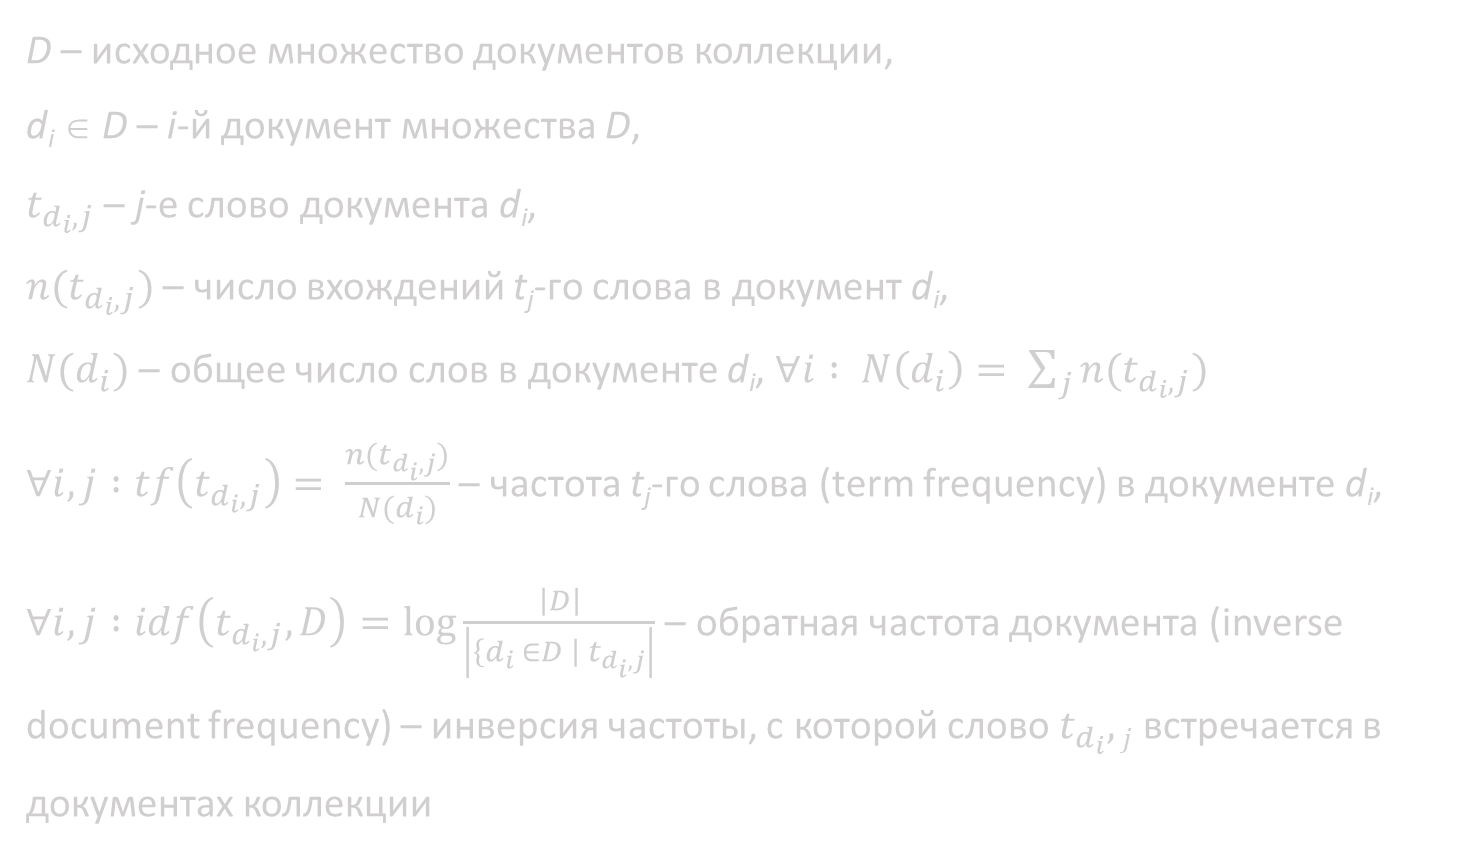 D – исходное множество документов коллекции,
dᵢ ∈ D – i-й документ множества D,
t_{dᵢ,j} – j-е слово документа dᵢ,
n(t_{dᵢ,j}) – число вхождений tⱼ-го слова в документ dᵢ,
N(dᵢ) – общее число слов в документе dᵢ, ∀i : N(dᵢ) = ∑ⱼ n(t_{dᵢ,j})
∀i,j : tf(t_{dᵢ,j}) = n(t_{dᵢ,j}) / N(dᵢ) – частота tⱼ-го слова (term frequency) в документе dᵢ,
∀i,j : idf(t_{dᵢ,j}, D) = log |D| / |{dᵢ ∈D | t_{dᵢ,j}| – обратная частота документа (inverse
document frequency) – инверсия частоты, с которой слово t_{dᵢ,j} встречается в
документах коллекции